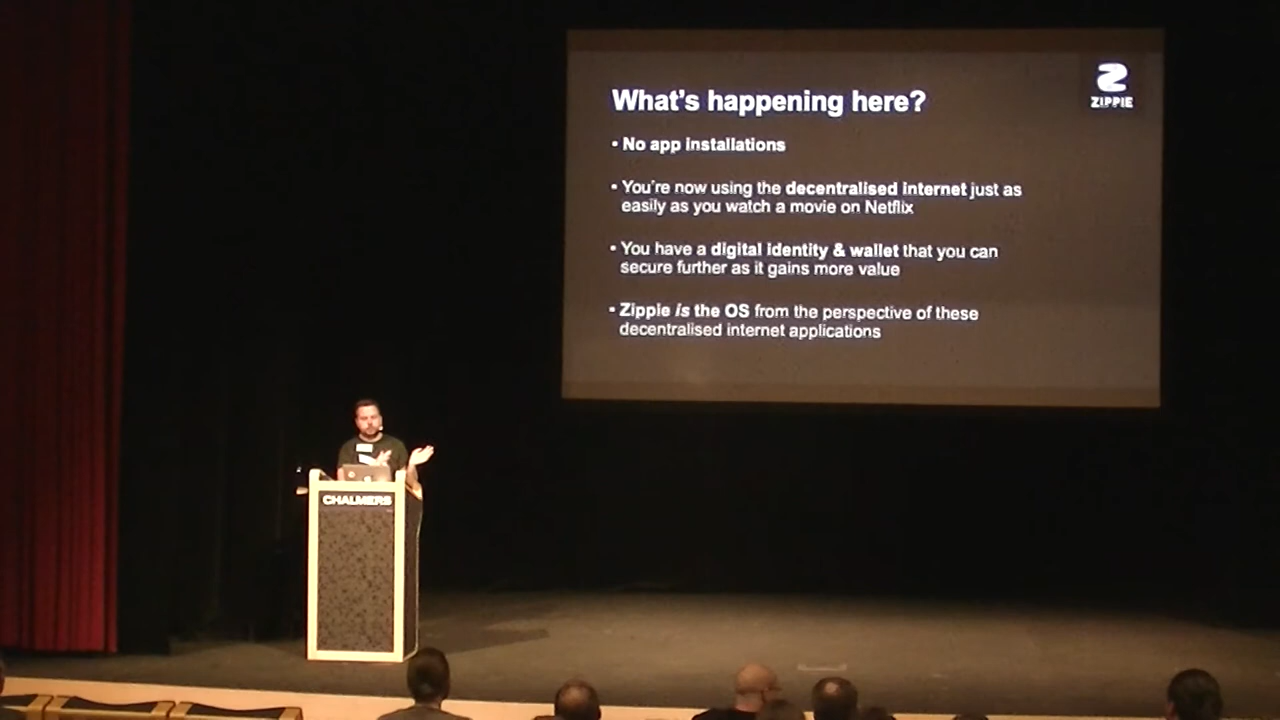 What's happening here?
ZIPPIE
• No app installations
• You're now using the decentralised internet just as
easily as you watch a movie on Netflix
• You have a digital identity & wallet that you can
secure further as it gains more value
• Zippie is the OS from the perspective of these
decentralised internet applications
CHALMERS